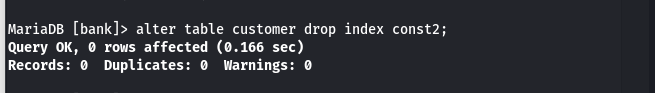 MariaDB [bank]> alter table customer drop index const2;
Query OK, 0 rows affected (0.166 sec)
Records: 0  Duplicates: 0  Warnings: 0